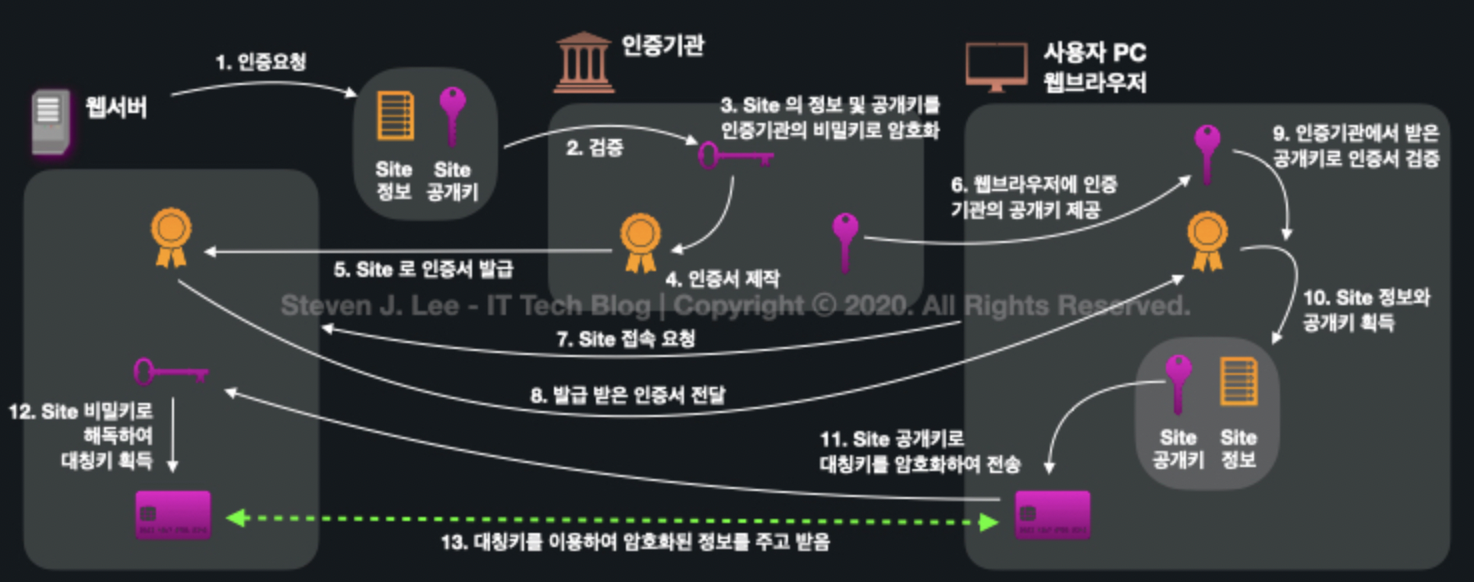 인증기관
사용자 PC
웹브라우저
1. 인증요청
웹서버
3. Site 의 정보 및 공개키를
인증기관의 비밀키로 암호화
2. 검증
9. 인증기관에서 받은
공개키로 인증서 검증
Site
정보
Site
공개키
6. 웹브라우저에 인증
기관의 공개키 제공
5. Site 로 인증서 발급
4. 인증서 제작
Steven J. Lee - IT Tech Blog | Copyright © 2020. All Rights Reserved.
10. Site 정보와
공개키 획득
7. Site 접속 요청
8. 발급 받은 인증서 전달
12. Site 비밀키로
해독하여
대칭키 획득
11. Site 공개키로
대칭키를 암호화하여 전송
Site
공개키
Site
정보
13. 대칭키를 이용하여 암호화된 정보를 주고 받음